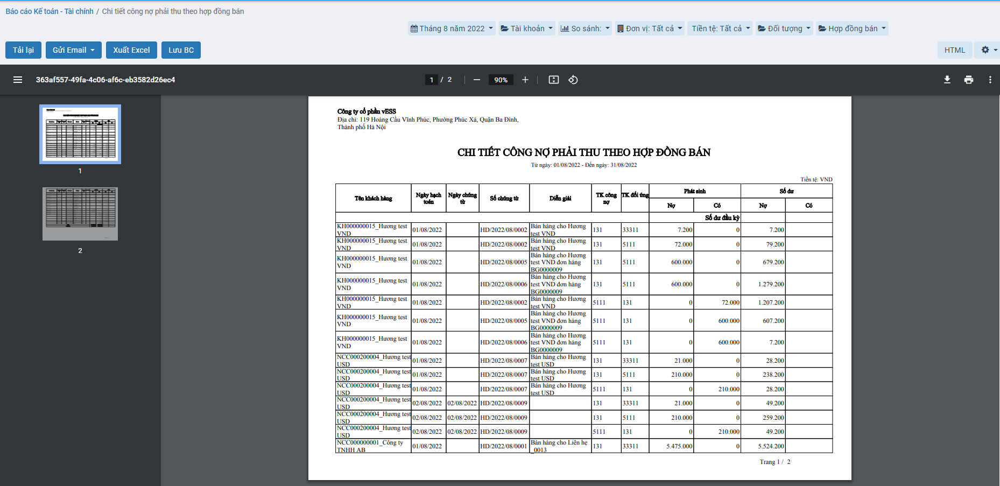 Báo cáo Kế toán - Tài chính / Chi tiết công nợ phải thu theo hợp đồng bán
Tháng 8 năm 2022 Tài khoản So sánh: Đơn vị: Tất cả Tiền tệ: Tất cả Đối tượng Hợp đồng bán
Tải lại Gửi Email Xuất Excel Lưu BC HTML
363af557-49fa-4c06-af6c-eb3582d26ec4 1 / 2 90%
1
2
Công ty cổ phần vESS
Địa chỉ: 119 Hoàng Cầu Vĩnh Phúc, Phường Phúc Xá, Quận Ba Đình,
Thành phố Hà Nội
CHI TIẾT CÔNG NỢ PHẢI THU THEO HỢP ĐỒNG BÁN
Từ ngày: 01/08/2022 - Đến ngày: 31/08/2022
Tiền tệ: VND
Tên khách hàng Ngày hạch toán Ngày chứng từ Số chứng từ Diễn giải TK công nợ TK đối ứng Phát sinh Số dư
Nợ Có Nợ Có
Số dư đầu kỳ
KH000000015_Hương test VND 01/08/2022 HD/2022/08/0002 Bán hàng cho Hương test VND 131 33311 7.200 0 7.200
KH000000015_Hương test VND 01/08/2022 HD/2022/08/0002 Bán hàng cho Hương test VND 131 5111 72.000 0 79.200
KH000000015_Hương test VND 01/08/2022 HD/2022/08/0005 Bán hàng cho Hương test VND đơn hàng BG0000009 131 5111 600.000 0 679.200
KH000000015_Hương test VND 01/08/2022 HD/2022/08/0006 Bán hàng cho Hương test VND đơn hàng BG0000009 131 5111 600.000 0 1.279.200
KH000000015_Hương test VND 01/08/2022 HD/2022/08/0002 Bán hàng cho Hương test VND 5111 131 0 72.000 1.207.200
KH000000015_Hương test VND 01/08/2022 HD/2022/08/0005 Bán hàng cho Hương test VND đơn hàng BG0000009 5111 131 0 600.000 607.200
KH000000015_Hương test VND 01/08/2022 HD/2022/08/0006 Bán hàng cho Hương test VND đơn hàng BG0000009 5111 131 0 600.000 7.200
NCC000200004_Hương test USD 01/08/2022 HD/2022/08/0007 Bán hàng cho Hương test USD 131 33311 21.000 0 28.200
NCC000200004_Hương test USD 01/08/2022 HD/2022/08/0007 Bán hàng cho Hương test USD 131 5111 210.000 0 238.200
NCC000200004_Hương test USD 01/08/2022 HD/2022/08/0007 Bán hàng cho Hương test USD 5111 131 0 210.000 28.200
NCC000200004_Hương test USD 02/08/2022 02/08/2022 HD/2022/08/0009 131 33311 21.000 0 49.200
NCC000200004_Hương test USD 02/08/2022 02/08/2022 HD/2022/08/0009 131 5111 210.000 0 259.200
NCC000200004_Hương test USD 02/08/2022 02/08/2022 HD/2022/08/0009 5111 131 0 210.000 49.200
NCC000000001_Công ty TNHH AB 01/08/2022 HD/2022/08/0001 Bán hàng cho Liên hệ _0013 131 33311 5.475.000 0 5.524.200
Trang 1 / 2